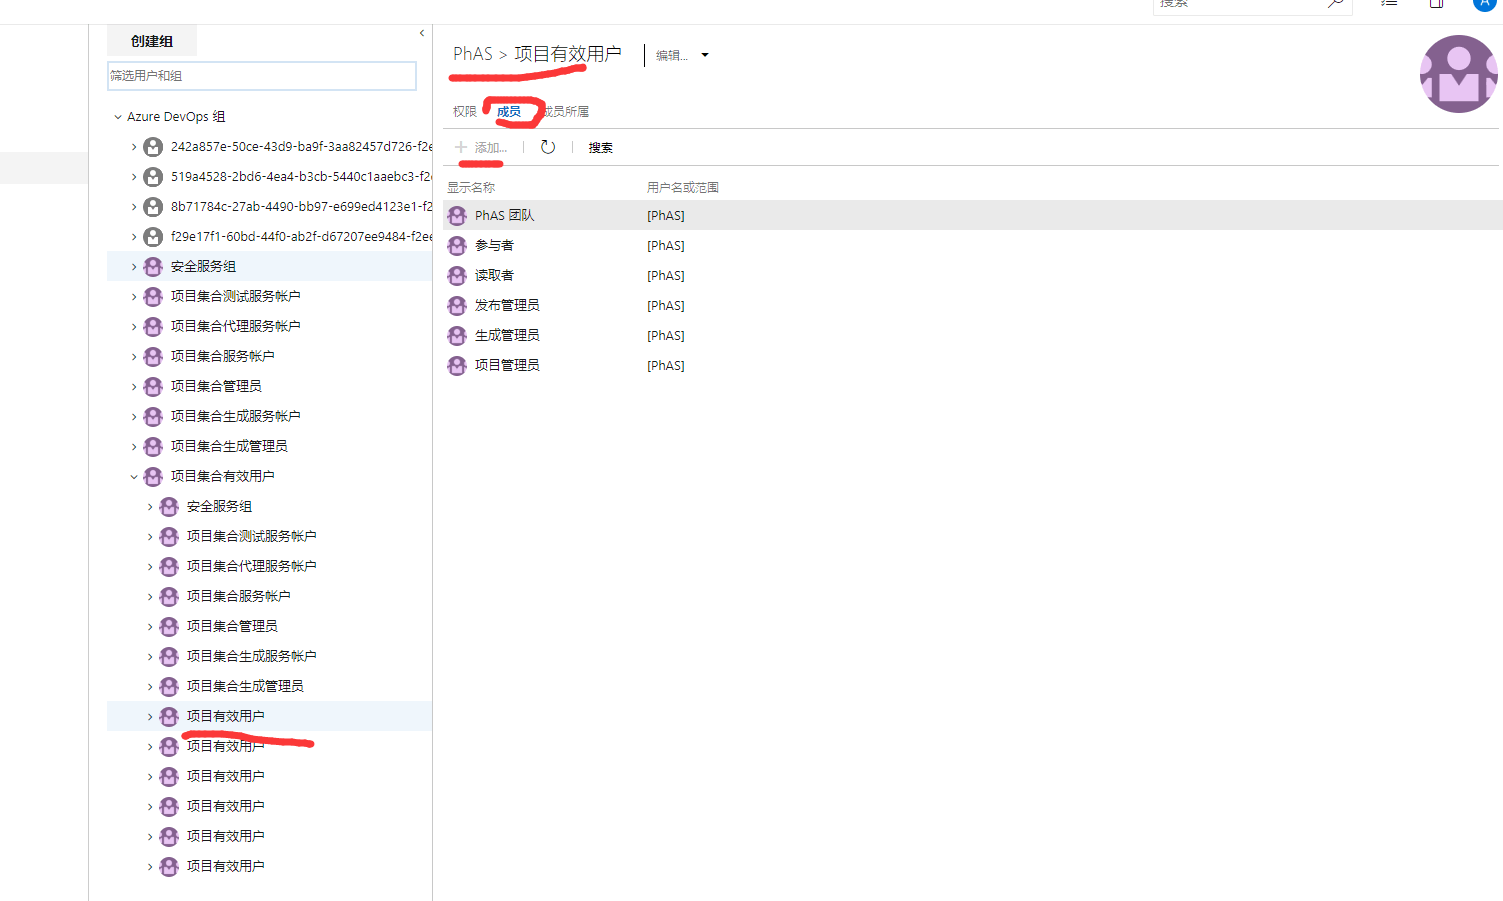 搜索
A
创建组
筛选用户和组
Azure DevOps 组
242a857e-50ce-43d9-ba9f-3aa82457d726-f2e
519a4528-2bd6-4ea4-b3cb-5440c1aaebc3-f2
8b71784c-27ab-4490-bb97-e699ed4123e1-f2
f29e17f1-60bd-44f0-ab2f-d67207ee9484-f2ee
安全服务组
项目集合测试服务帐户
项目集合代理服务帐户
项目集合服务帐户
项目集合管理员
项目集合生成服务帐户
项目集合生成管理员
项目集合有效用户
安全服务组
项目集合测试服务帐户
项目集合代理服务帐户
项目集合服务帐户
项目集合管理员
项目集合生成服务帐户
项目集合生成管理员
项目有效用户
项目有效用户
项目有效用户
项目有效用户
项目有效用户
项目有效用户
PhAS > 项目有效用户 编辑...
权限 成员 成员所属
添加... 搜索
显示名称 用户名或范围
PhAS 团队 [PhAS]
参与者 [PhAS]
读取者 [PhAS]
发布管理员 [PhAS]
生成管理员 [PhAS]
项目管理员 [PhAS]